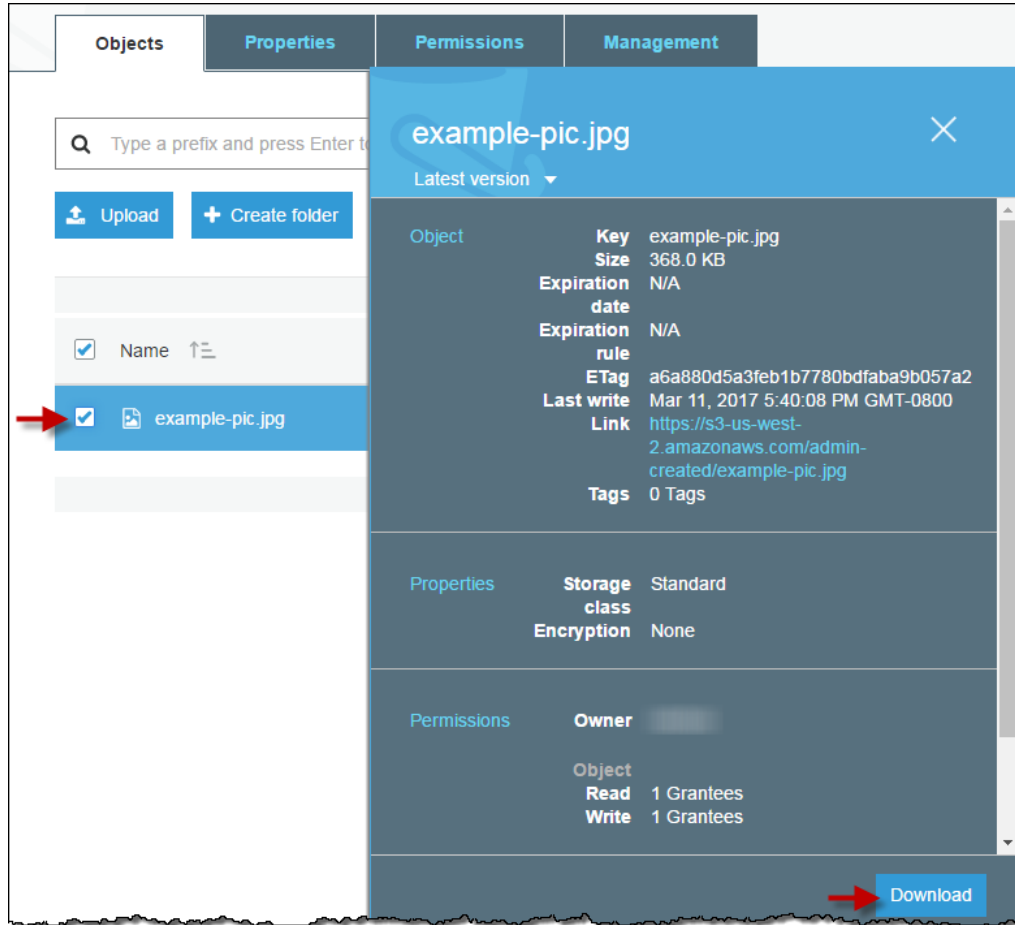 Objects
Properties
Permissions
Management
Type a prefix and press Enter t
Upload
Create folder
Name
example-pic.jpg
example-pic.jpg
Latest version
Object
Key example-pic.jpg
Size 368.0 KB
Expiration N/A
date
Expiration N/A
rule
ETag a6a880d5a3feb1b7780bdfaba9b057a2
Last write Mar 11, 2017 5:40:08 PM GMT-0800
Link https://s3-us-west-
2.amazonaws.com/admin-
created/example-pic.jpg
Tags 0 Tags
Properties
Storage Standard
class
Encryption None
Permissions
Owner
Object
Read 1 Grantees
Write 1 Grantees
Download